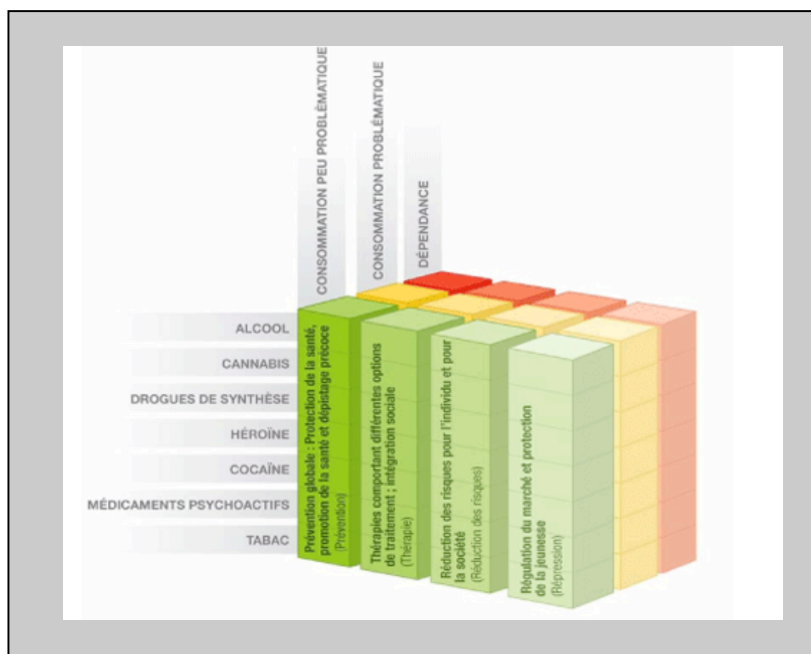 CONSOMMATION PEU PROBLÈMATIQUE
CONSOMMATION PROBLÉMATIQUE
DÉPENDANCE
ALCOOL
CANNABIS
DROGUES DE SYNTHÈSE
HÉROÏNE
COCAÏNE
MÉDICAMENTS PSYCHOACTIFS
TABAC
Prévention globale : Protection de la santé,
promotion de la santé et dépistage précoce
(Prévention)
Thérapies comportant différentes options
de traitement ; intégration sociale
(Thérapie)
Réduction des risques pour l'individu et pour
la société
(Réduction des risques)
Régulation du marché et protection
de la jeunesse
(Répression)